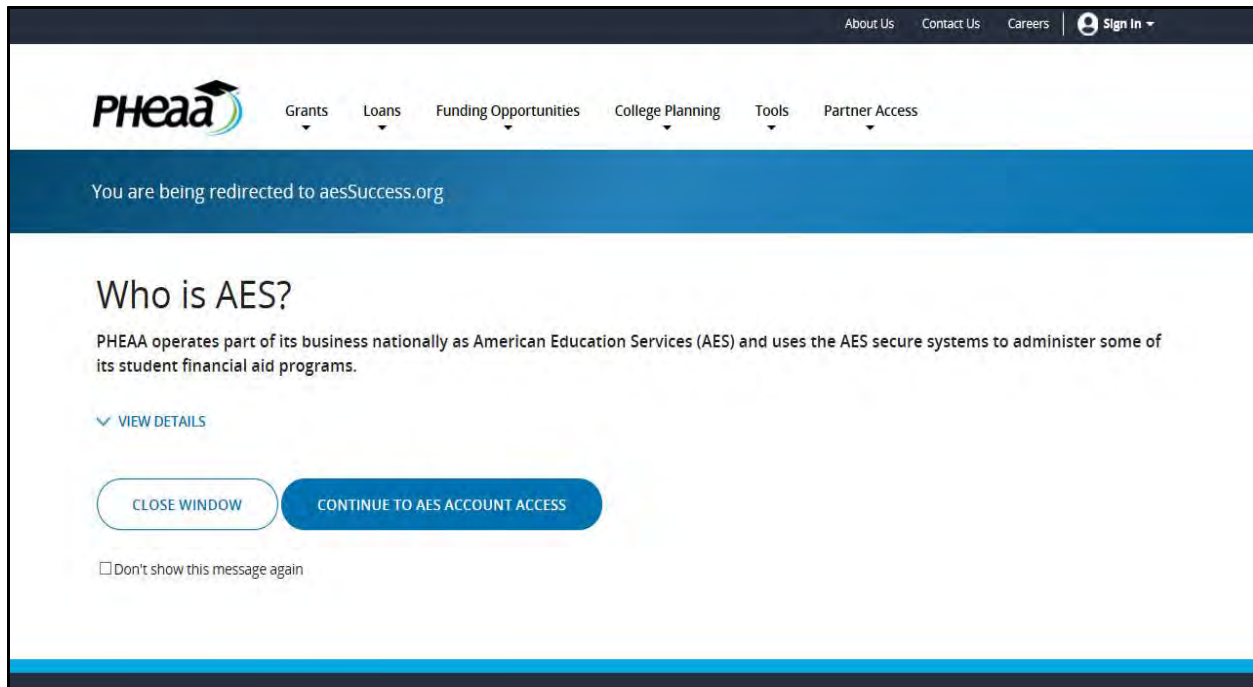 About Us Contact Us Careers Sign In
PHEAA Grants Loans Funding Opportunities College Planning Tools Partner Access
You are being redirected to aesSuccess.org
Who is AES?
PHEAA operates part of its business nationally as American Education Services (AES) and uses the AES secure systems to administer some of
its student financial aid programs.
VIEW DETAILS
CLOSE WINDOW CONTINUE TO AES ACCOUNT ACCESS
Don't show this message again